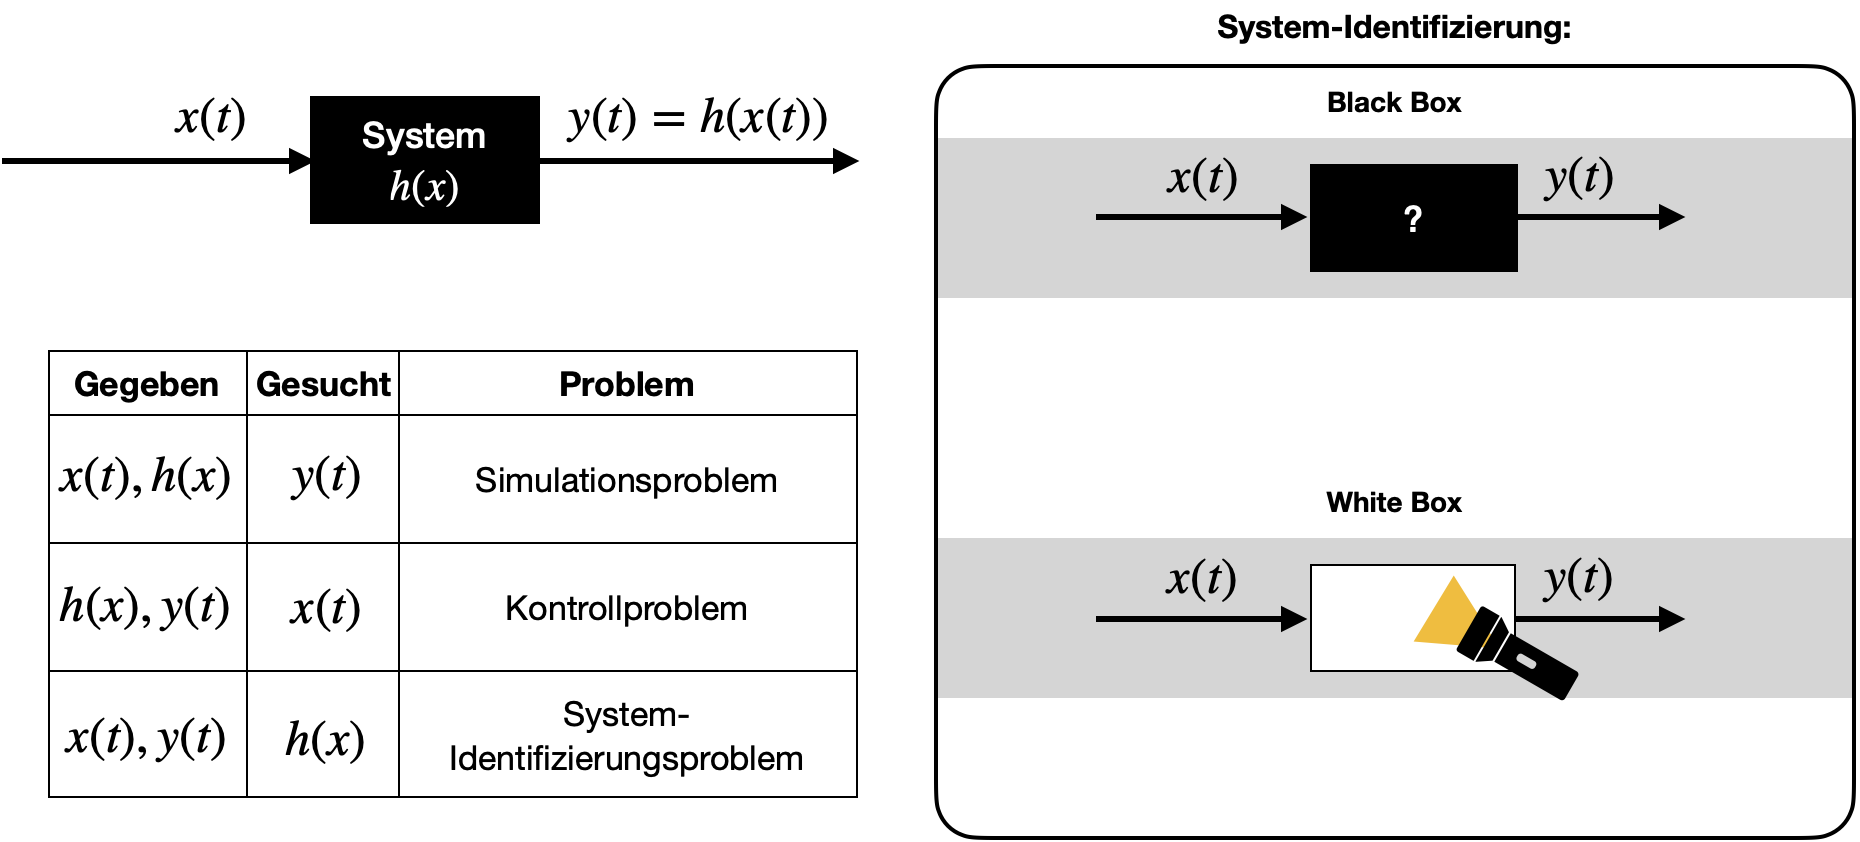 x(t)
System
h(x)
y(t) = h(x(t))
Gegeben Gesucht Problem
x(t), h(x) y(t) Simulationsproblem
h(x), y(t) x(t) Kontrollproblem
x(t), y(t) h(x) System-
Identifizierungsproblem
System-Identifizierung:
Black Box
x(t) ? y(t)
White Box
x(t) y(t)